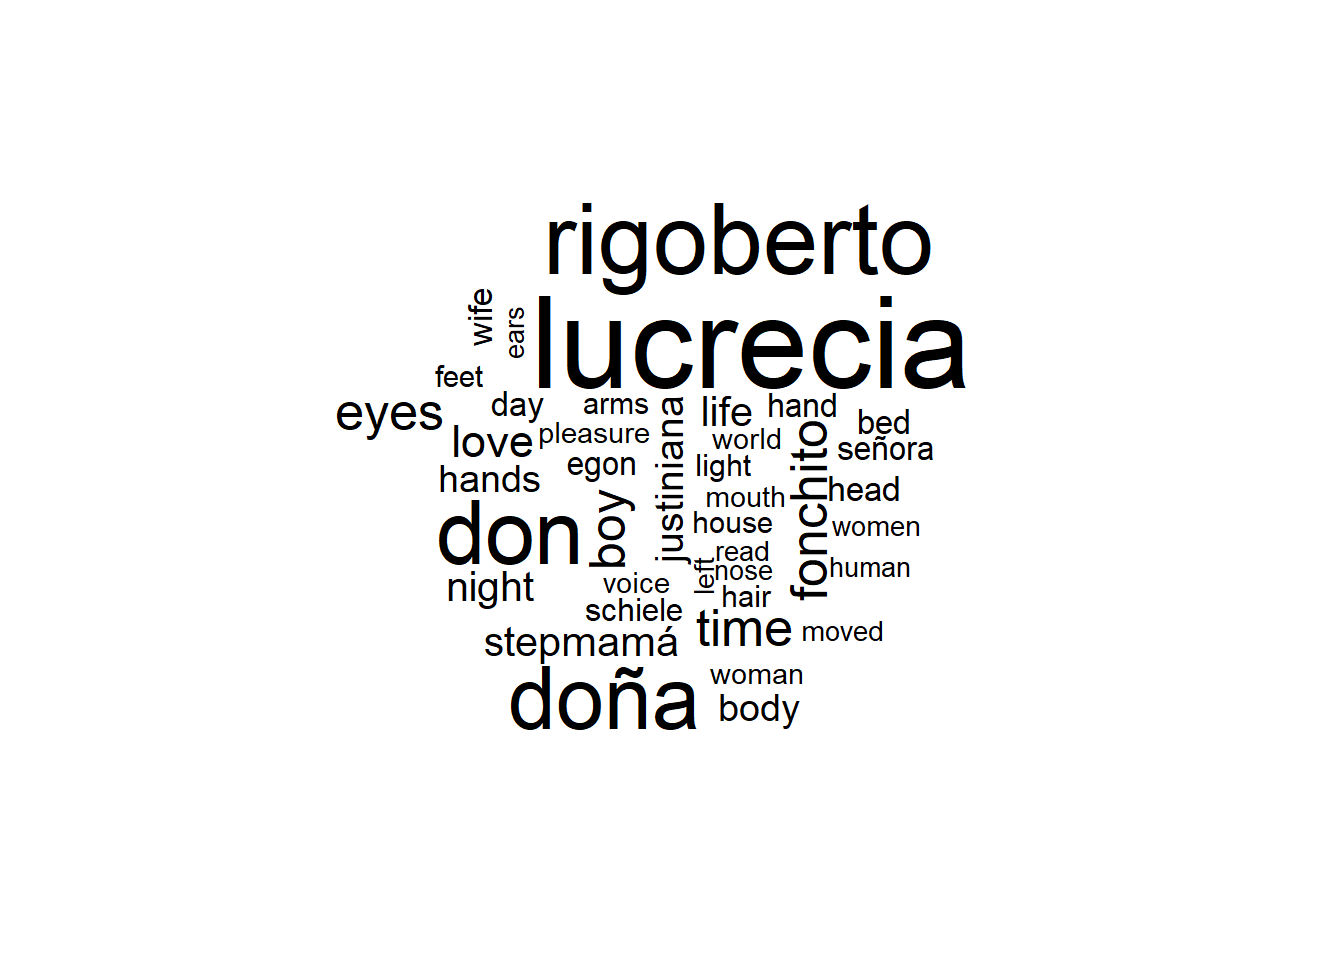 rigoberto
wife
ears
lucrecia
feet
eyes
day
arms
life
hand
bed
love
pleasure
justiniana
world
fonchito
señora
hands
egon
light
head
don
boy
mouth
house
women
read
left
nose
human
night
voice
hair
schiele
time
moved
stepmamá
doña
woman
body